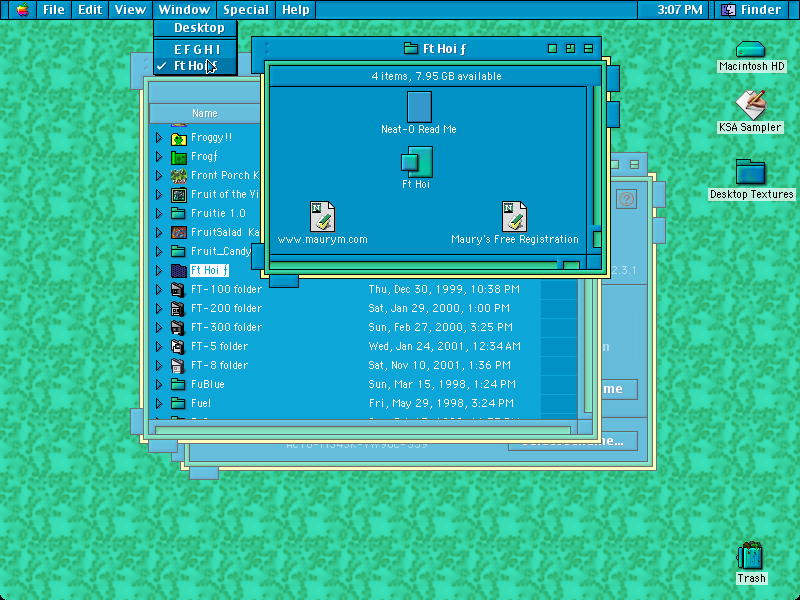 File Edit View Window Special Help 3:07 PM Finder
Desktop
E F G H I
✓ Ft Hoi ƒ
Ft Hoi ƒ
4 items, 7.95 GB available
Neat-O Read Me
Ft Hoi
www.maurym.com
Maury's Free Registration
Macintosh HD
KSA Sampler
Desktop Textures
Trash
Name
Froggy!!
Frogƒ
Front Porch K
Fruit of the Vi
Fruitie 1.0
FruitSalad Ka
Fruit_Candy
Ft Hoi ƒ
FT-100 folder Thu, Dec 30, 1999, 10:38 PM
FT-200 folder Sat, Jan 29, 2000, 1:00 PM
FT-300 folder Sun, Feb 27, 2000, 3:25 PM
FT-5 folder Wed, Jan 24, 2001, 12:34 AM
FT-8 folder Sat, Nov 10, 2001, 1:36 PM
FuBlue Sun, Mar 15, 1998, 1:24 PM
Fuel Fri, May 29, 1998, 3:24 PM
2.3.1
me